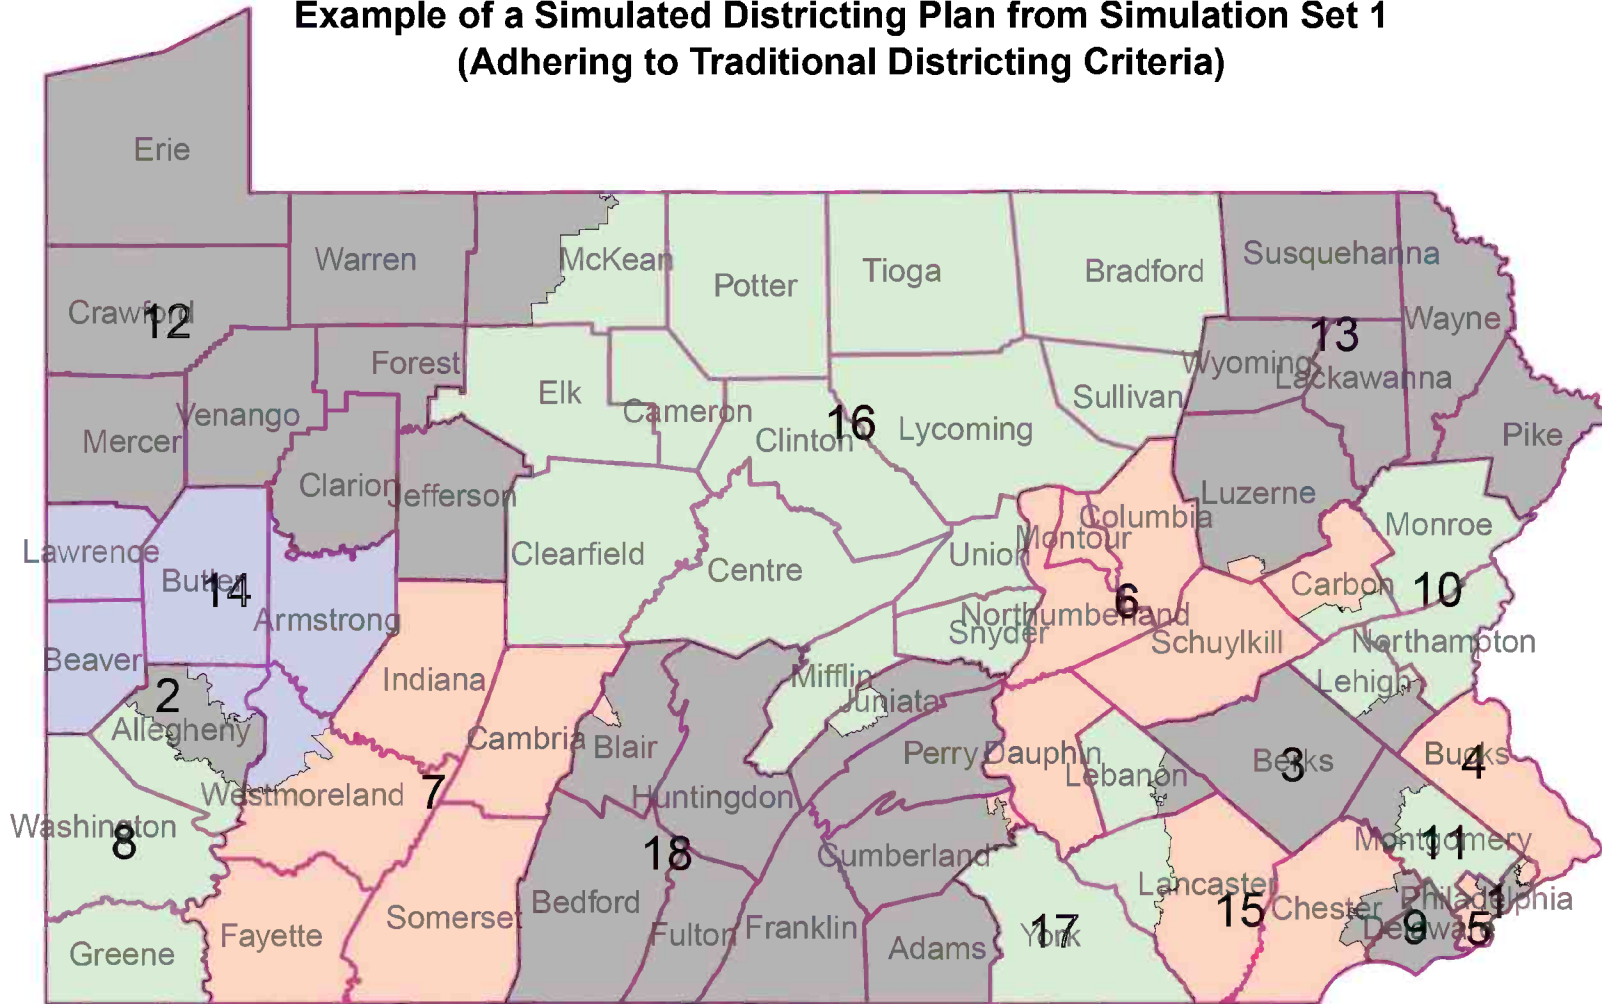 Example of a Simulated Districting Plan from Simulation Set 1
(Adhering to Traditional Districting Criteria)
Erie
Warren
McKean
Potter
Tioga
Bradford
Susquehanna
Wayne
Crawford
12
Forest
Elk
Cameron
Clinton
16
Lycoming
Sullivan
Wyoming
13
Lackawanna
Pike
Mercer
Venango
Clarion
Jefferson
Clearfield
Centre
Union
Montour
Columbia
Luzerne
Monroe
Lawrence
Butler
14
Armstrong
Snyder
Northumberland
6
Schuylkill
Carbon
10
Northampton
Lehigh
Beaver
2
Allegheny
Indiana
Cambria
Blair
Huntingdon
Mifflin
Juniata
Perry
Dauphin
Lebanon
Berks
3
Bucks
4
Washington
8
Westmoreland
7
18
Cumberland
Lancaster
15
Montgomery
11
Greene
Fayette
Somerset
Bedford
Fulton
Franklin
Adams
York
17
Chester
Delaware
9
Philadelphia
1
5